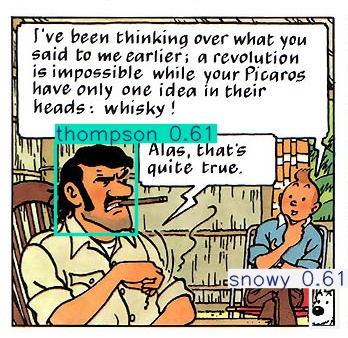 I've been thinking over what you
said to me earlier; a revolution
is impossible while your Picaros
have only one idea in their
heads: whisky!
thompson 0.61
Alas, that's
quite true.
snowy 0.61